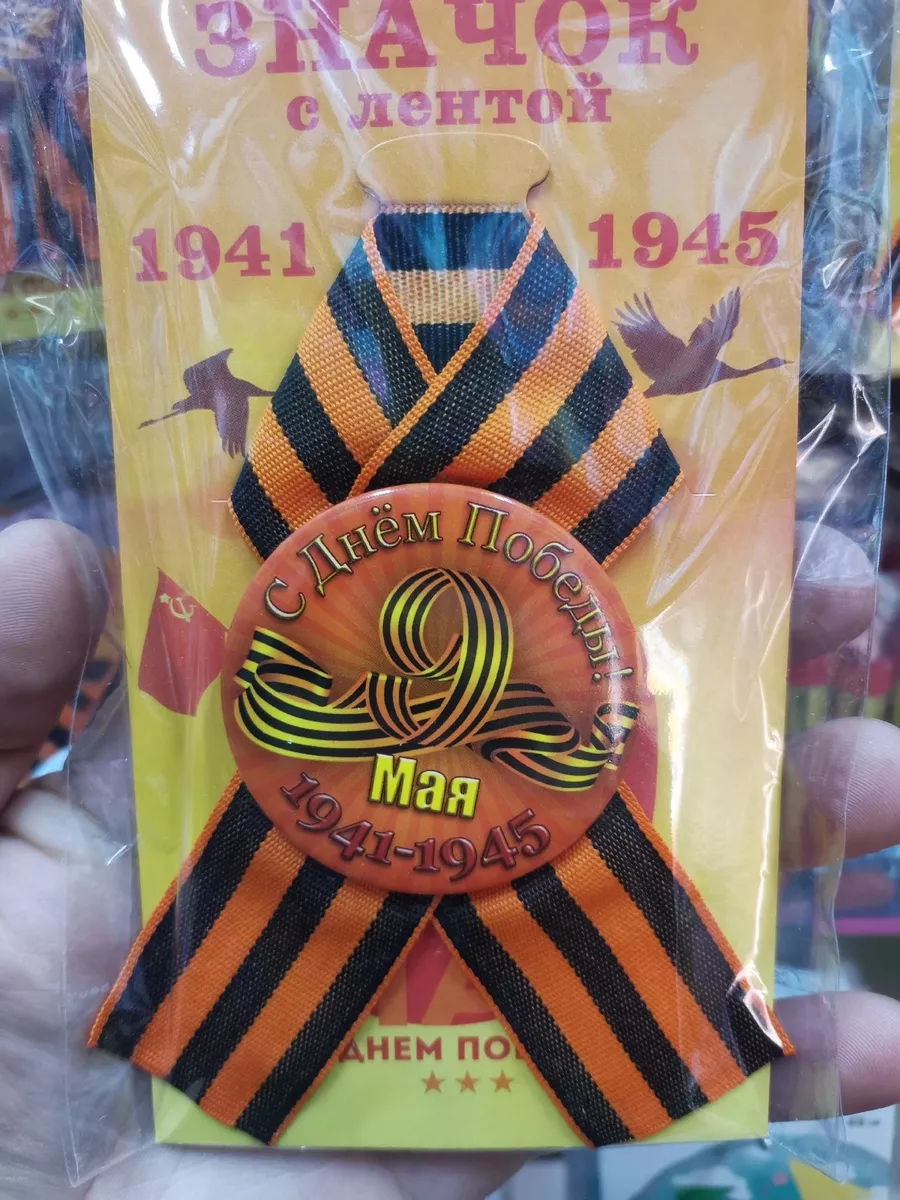 ЗНАЧОК
с лентой
1941 1945
С Днём Победы!
9
Мая
1941-1945
ДНЕМ ПО